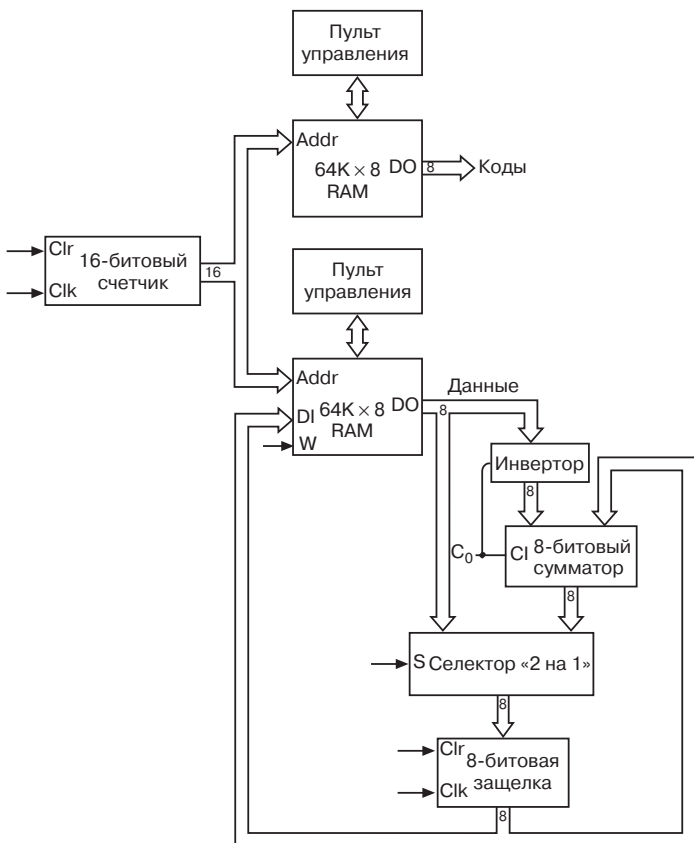 Пульт
управления
Addr
64K × 8
RAM
DO
8
Коды
Clr
Clk
16-битовый
счетчик
16
Пульт
управления
Addr
DI
64K × 8
RAM
DO
W
Данные
8
Инвертор
8
C0
CI
8-битовый
сумматор
8
S
Селектор «2 на 1»
8
Clr
Clk
8-битовая
защелка
8